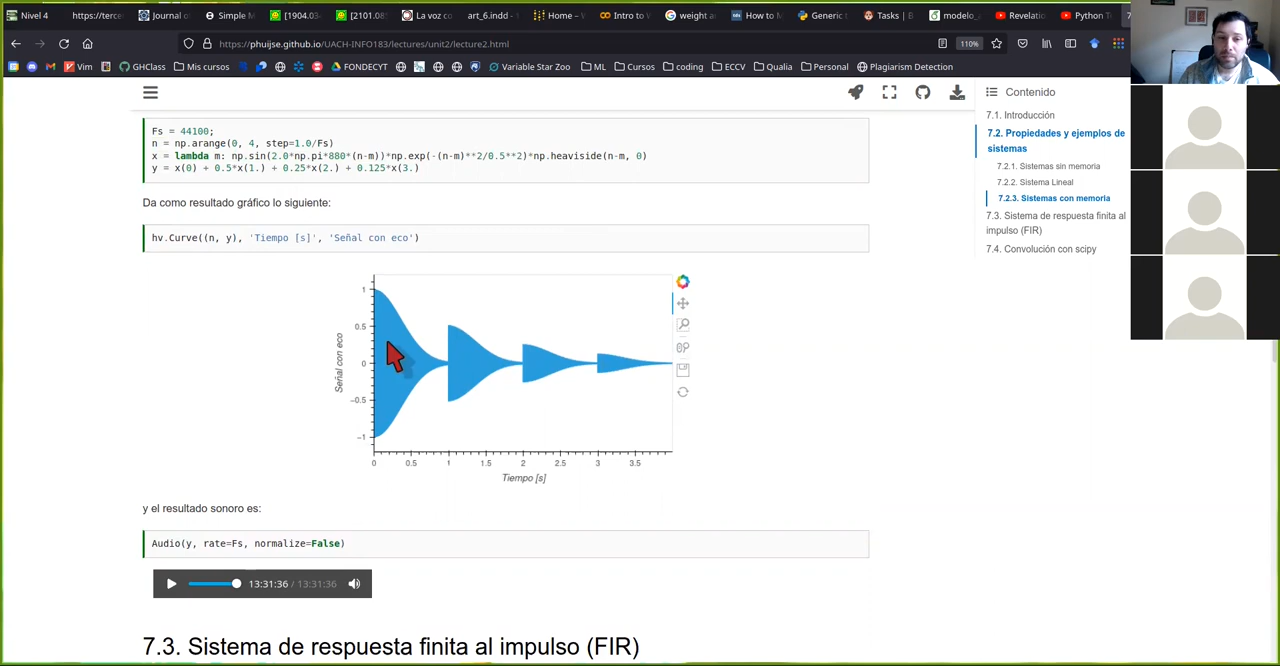 Nivel 4
https://terce
Journal o
Simple M
[1904.03
[2101.08
La voz co
art_6.indd -
Home –
Intro to
weight a
How to M
Generic
Tasks | B
modelo_
Revelatio
Python T
https://phuijse.github.io/UACH-INFO183/lectures/unit2/lecture2.html
110%
Vim
GHClass
Mis cursos
FONDECYT
Variable Star Zoo
ML
Cursos
coding
ECCV
Qualia
Personal
Plagiarism Detection
Fs = 44100;
n = np.arange(0, 4, step=1.0/Fs)
x = lambda m: np.sin(2.0*np.pi*880*(n-m))*np.exp(-(n-m)**2/0.5**2)*np.heaviside(n-m, 0)
y = x(0) + 0.5*x(1.) + 0.25*x(2.) + 0.125*x(3.)
Da como resultado gráfico lo siguiente:
hv.Curve((n, y), 'Tiempo [s]', 'Señal con eco')
Señal con eco
1
0.5
0
−0.5
−1
0
0.5
1
1.5
2
2.5
3
3.5
Tiempo [s]
y el resultado sonoro es:
Audio(y, rate=Fs, normalize=False)
13:31:36 / 13:31:36
7.3. Sistema de respuesta finita al impulso (FIR)
Contenido
7.1. Introducción
7.2. Propiedades y ejemplos de
sistemas
7.2.1. Sistemas sin memoria
7.2.2. Sistema Lineal
7.2.3. Sistemas con memoria
7.3. Sistema de respuesta finita al
impulso (FIR)
7.4. Convolución con scipy